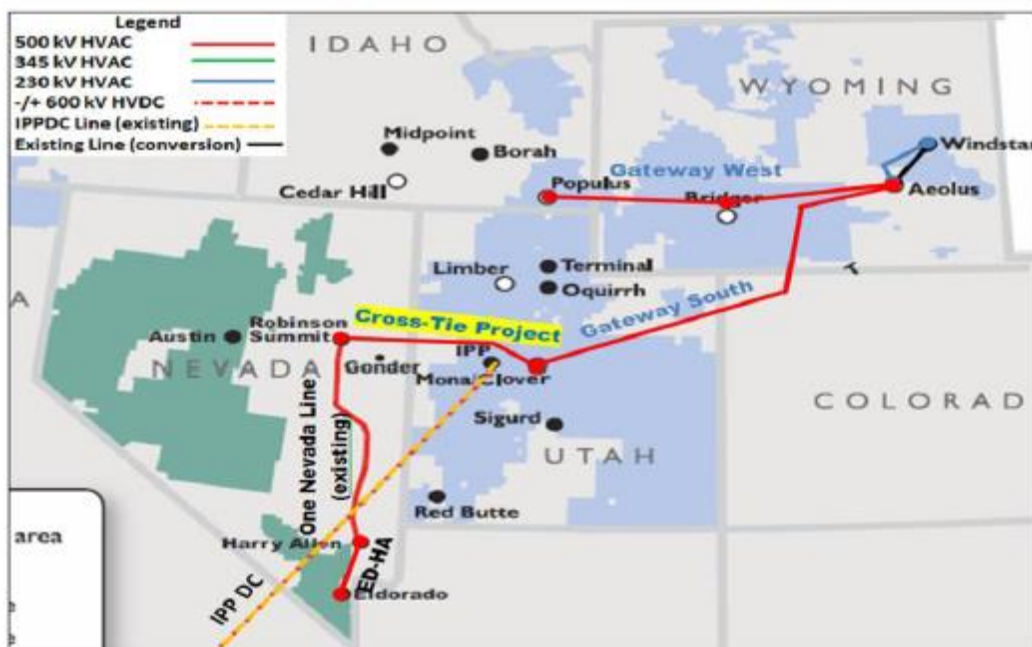 Legend
500 kV HVAC
345 kV HVAC
230 kV HVAC
-/+ 600 kV HVDC
IPPDC Line (existing)
Existing Line (conversion)
IDAHO
WYOMING
Midpoint
Borah
Windstar
Cedar Hill
Populus
Gateway West
Bridger
Aeolus
Limber
Terminal
Oquirrh
Gateway South
Cross-Tie Project
Robinson
Austin
Summit
IPP
NEVADA
Gonder
Mona/Clover
COLORAD
Sigurd
UTAH
One Nevada Line
(existing)
Red Butte
area
Harry Allen
ED-HA
IPP DC
Eldorado
A